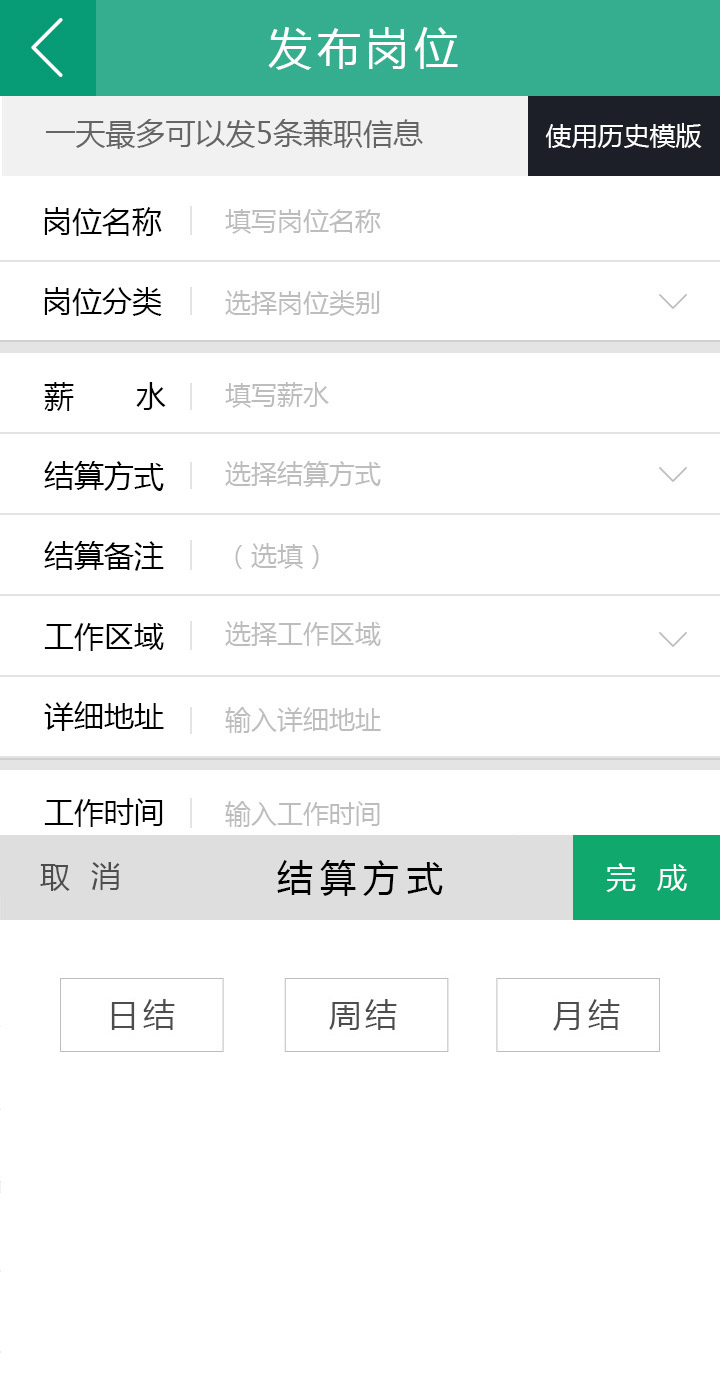 发布岗位
一天最多可以发5条兼职信息 使用历史模版
岗位名称 填写岗位名称
岗位分类 选择岗位类别
薪 水 填写薪水
结算方式 选择结算方式
结算备注 （选填）
工作区域 选择工作区域
详细地址 输入详细地址
工作时间 输入工作时间
取 消 结算方式 完 成
日结 周结 月结